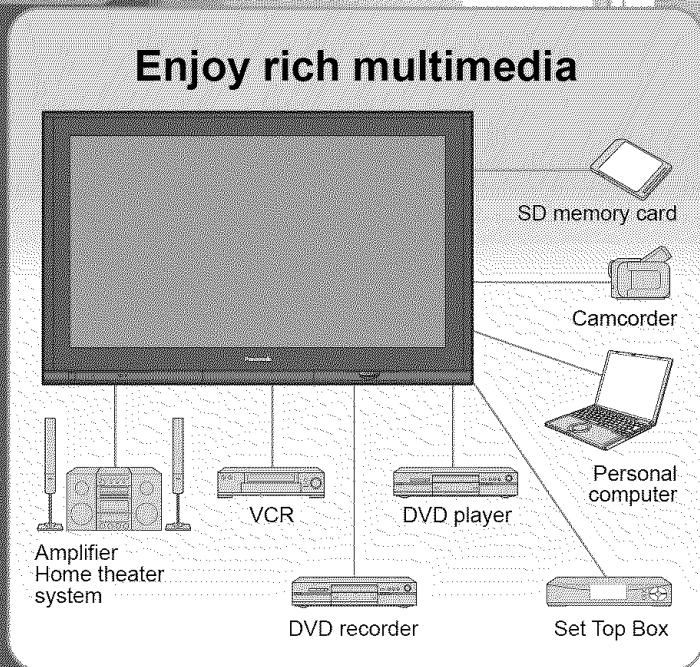 Enjoy rich multimedia
Panasonic
SD memory card
Camcorder
Personal
computer
VCR
DVD player
Amplifier
Home theater
system
DVD recorder
Set Top Box